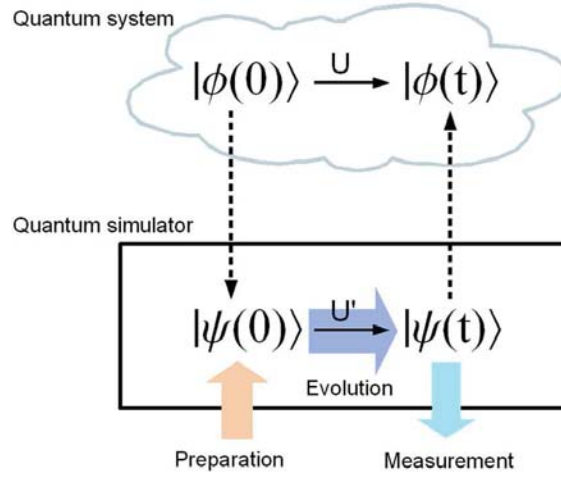 Quantum system
|ϕ(0)⟩ U |ϕ(t)⟩
Quantum simulator
|ψ(0)⟩ U' |ψ(t)⟩
Evolution
Preparation Measurement